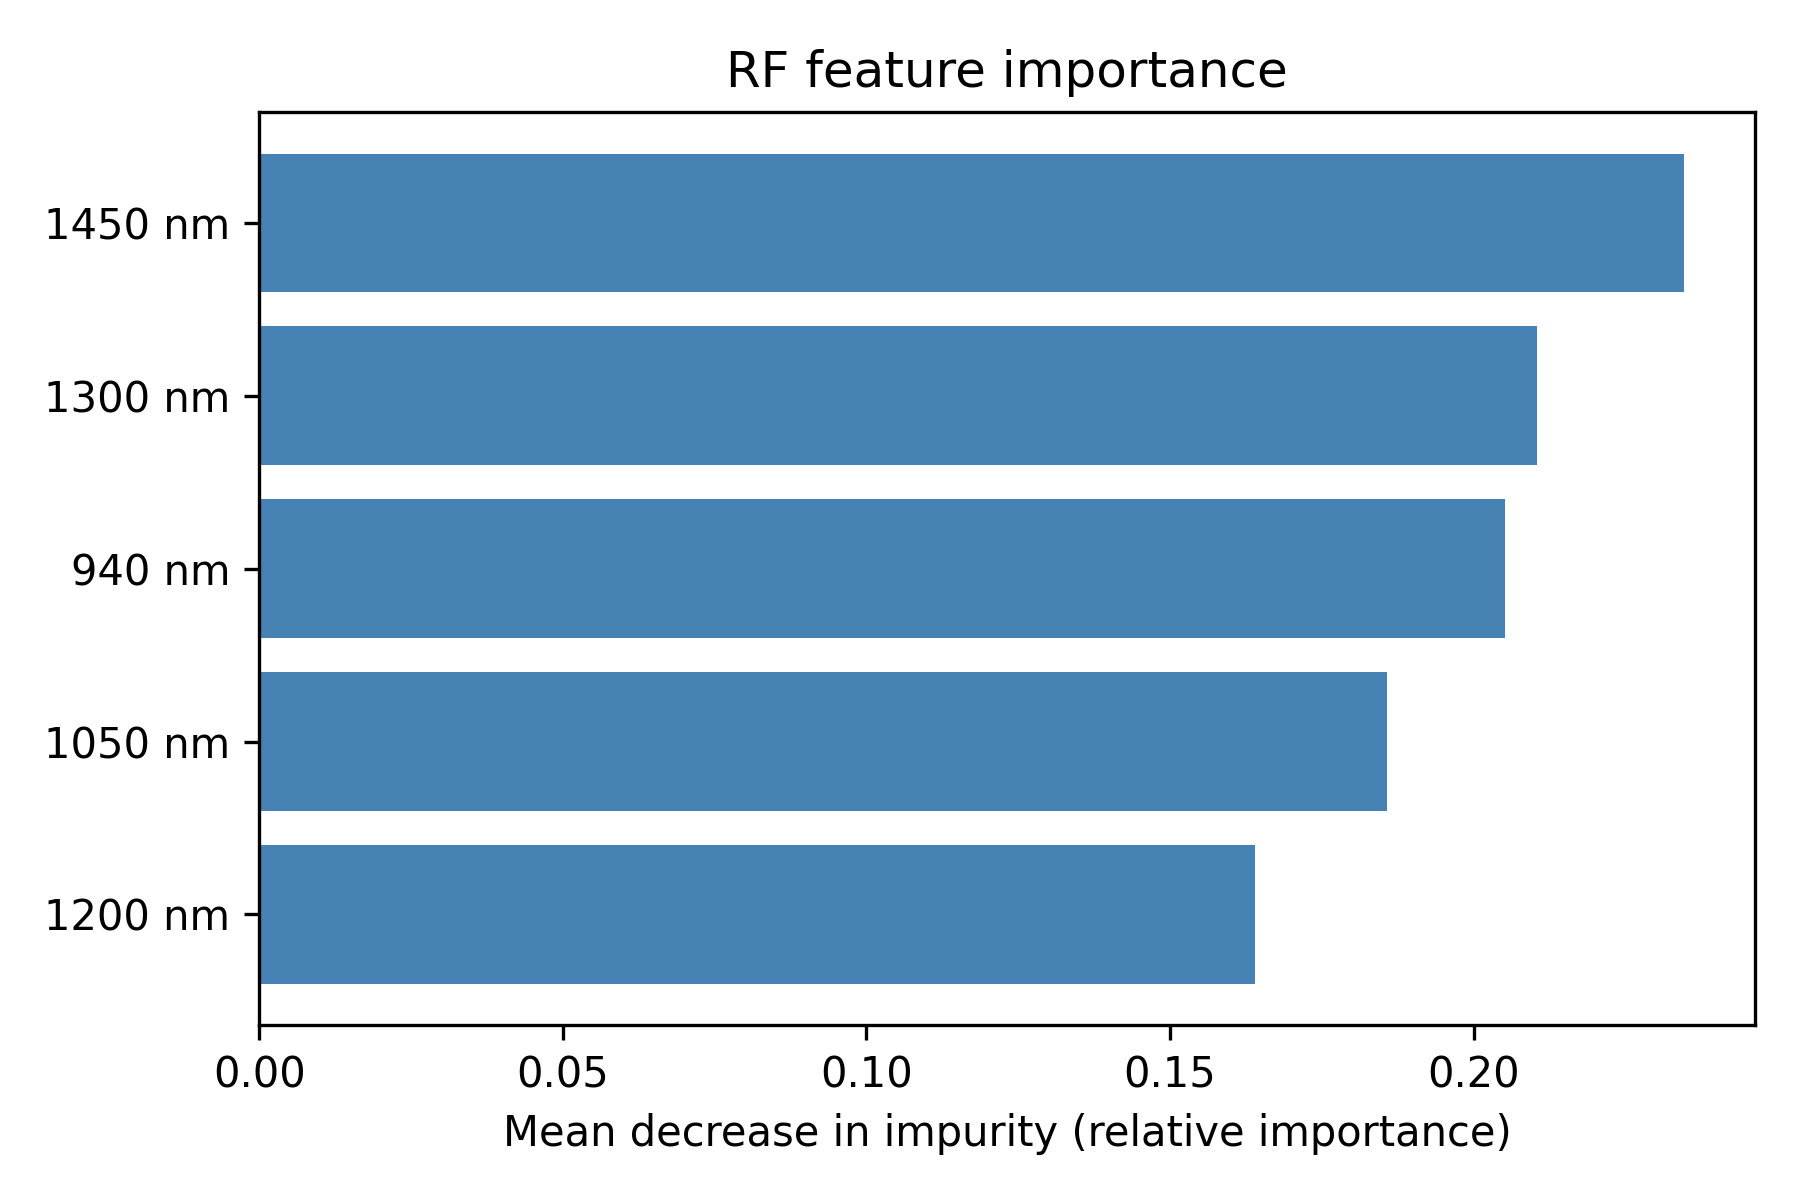 RF feature importance
1450 nm
1300 nm
940 nm
1050 nm
1200 nm
0.00 0.05 0.10 0.15 0.20
Mean decrease in impurity (relative importance)